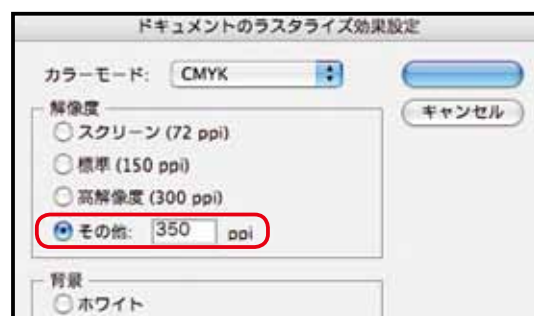 ドキュメントのラスタライズ効果設定
カラーモード: CMYK
キャンセル
解像度
スクリーン (72 ppi)
標準 (150 ppi)
高解像度 (300 ppi)
その他: 350 ppi
背景
ホワイト